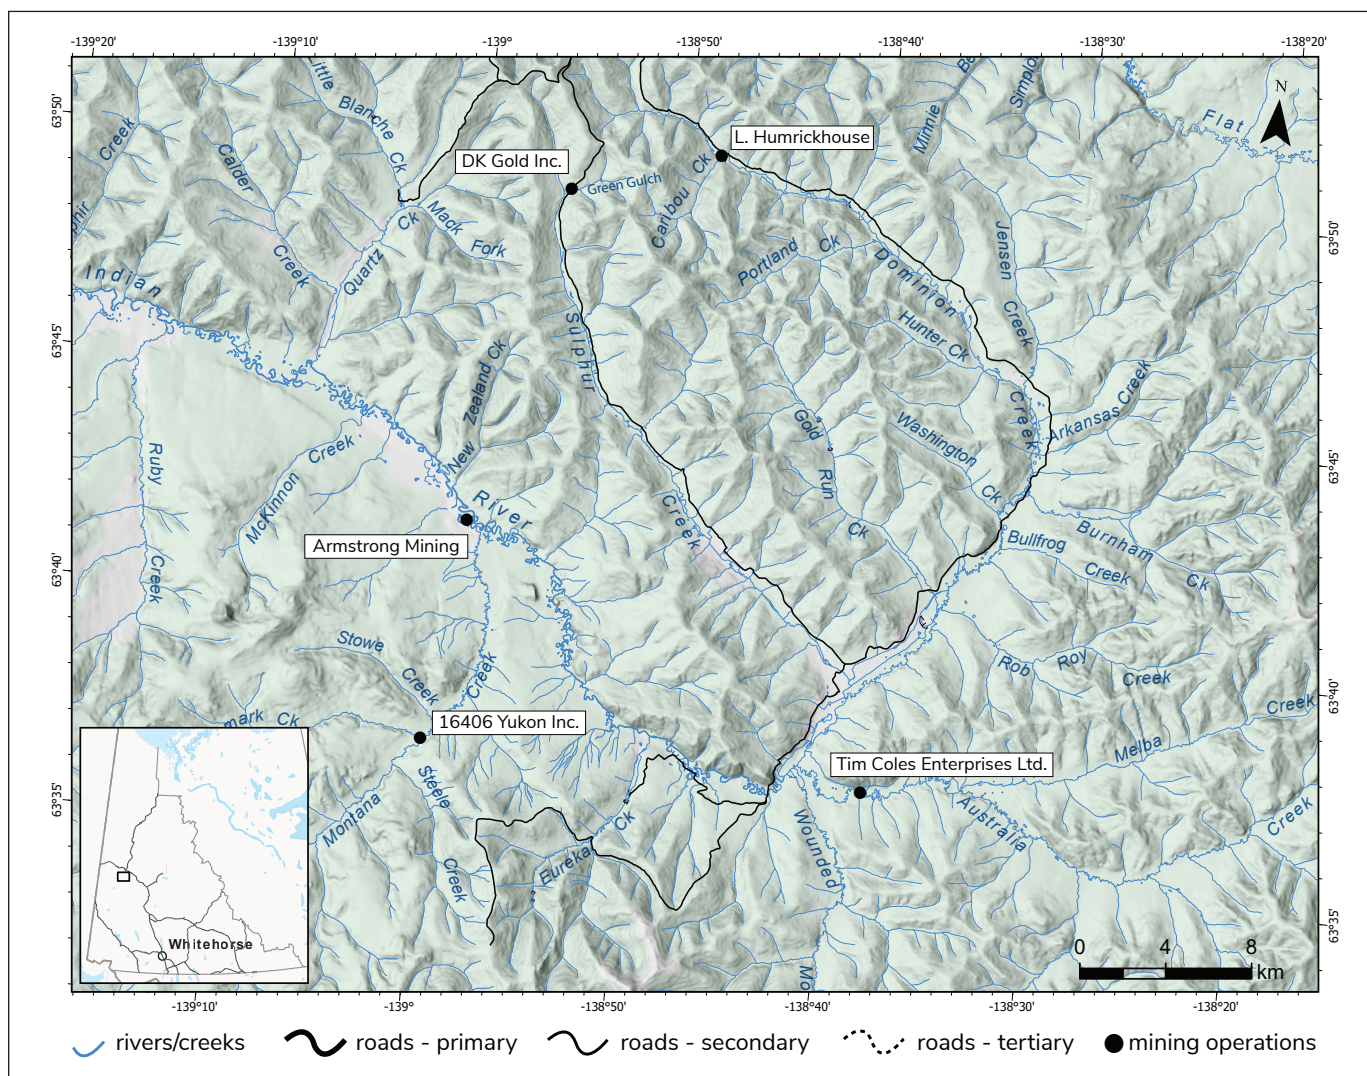 -139°20' -139°10' -139° -138°50' -138°40' -138°30' -138°20'
63°50'
63°45'
63°40'
63°35'
63°50'
63°45'
63°40'
63°35'
N
Little
Blanche
Ck
Creek
Calder
Creek
Indian
Quartz
Ck
Mack
Fork
DK Gold Inc.
Green Gulch
L. Humrickhouse
Caribou Ck
Portland Ck
Minnie
Flat
Jensen
Creek
Dominion
Creek
Hunter Ck
Sulphur
Creek
New Zealand Ck
Gold
Run
Ck
Washington
Ck
Arkansas Creek
Ruby
Creek
McKinnon Creek
River
Armstrong Mining
Bullfrog
Creek
Burnham
Ck
Stowe
Creek
Creek
Rob Roy
Creek
mark Ck
16406 Yukon Inc.
Tim Coles Enterprises Ltd.
Melba
Creek
Steele
Creek
Montana
Eureka Ck
Wounded
Mo
Australia
Creek
Whitehorse
0 4 8
km
-139°10' -139° -138°50' -138°40' -138°30' -138°20'
rivers/creeks roads - primary roads - secondary roads - tertiary mining operations